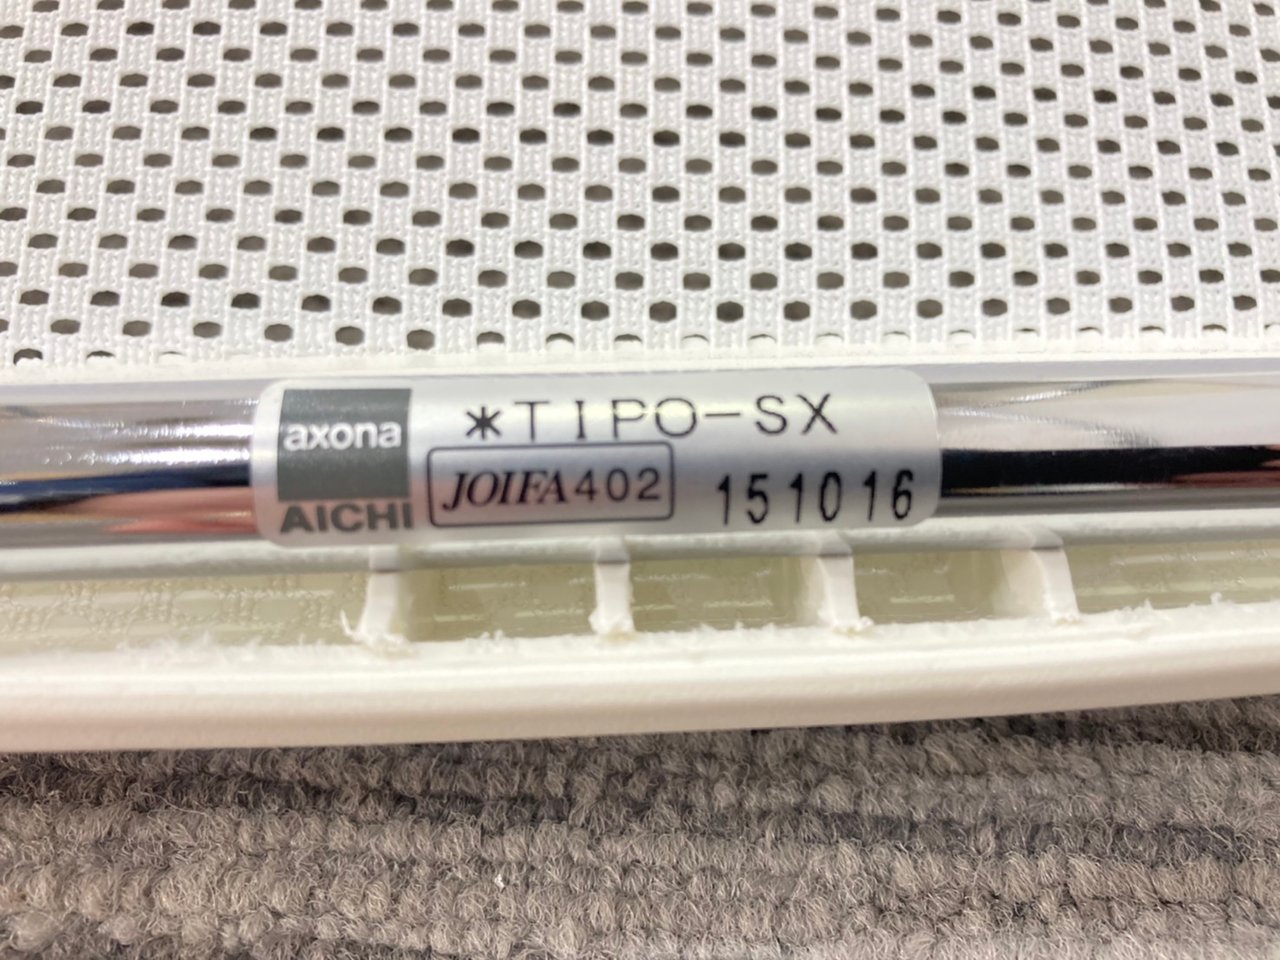 axona
AICHI
*TIPO-SX
JOIFA402
151016